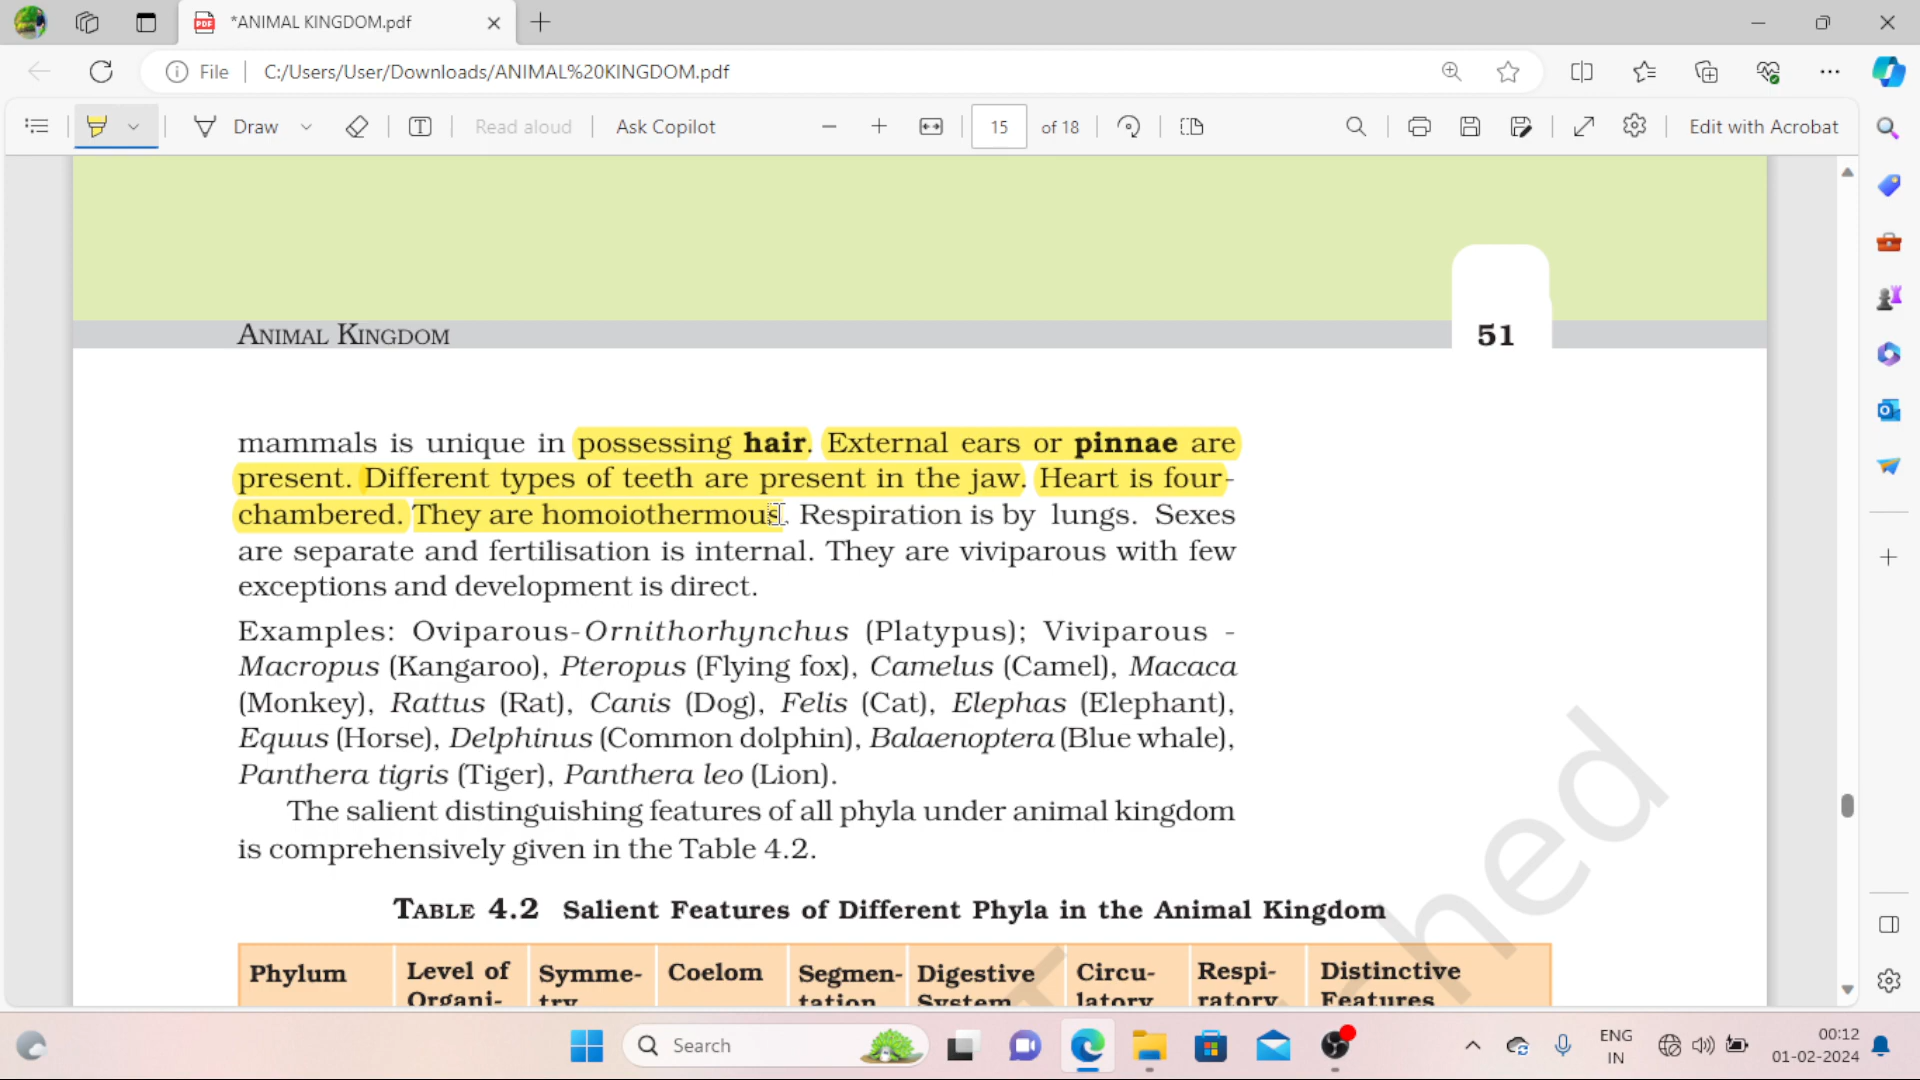 *ANIMAL KINGDOM.pdf
File C:/Users/User/Downloads/ANIMAL%20KINGDOM.pdf
Draw Read aloud Ask Copilot 15 of 18 Edit with Acrobat
ANIMAL KINGDOM 51
mammals is unique in possessing hair. External ears or pinnae are
present. Different types of teeth are present in the jaw. Heart is four-
chambered. They are homoiothermous. Respiration is by lungs. Sexes
are separate and fertilisation is internal. They are viviparous with few
exceptions and development is direct.
Examples: Oviparous-Ornithorhynchus (Platypus); Viviparous -
Macropus (Kangaroo), Pteropus (Flying fox), Camelus (Camel), Macaca
(Monkey), Rattus (Rat), Canis (Dog), Felis (Cat), Elephas (Elephant),
Equus (Horse), Delphinus (Common dolphin), Balaenoptera (Blue whale),
Panthera tigris (Tiger), Panthera leo (Lion).
The salient distinguishing features of all phyla under animal kingdom
is comprehensively given in the Table 4.2.
TABLE 4.2 Salient Features of Different Phyla in the Animal Kingdom
Phylum Level of Symme- Coelom Segmen- Digestive Circu- Respi- Distinctive
Organi- try tation System latory ratory Features
hed
Search
ENG
IN
00:12
01-02-2024